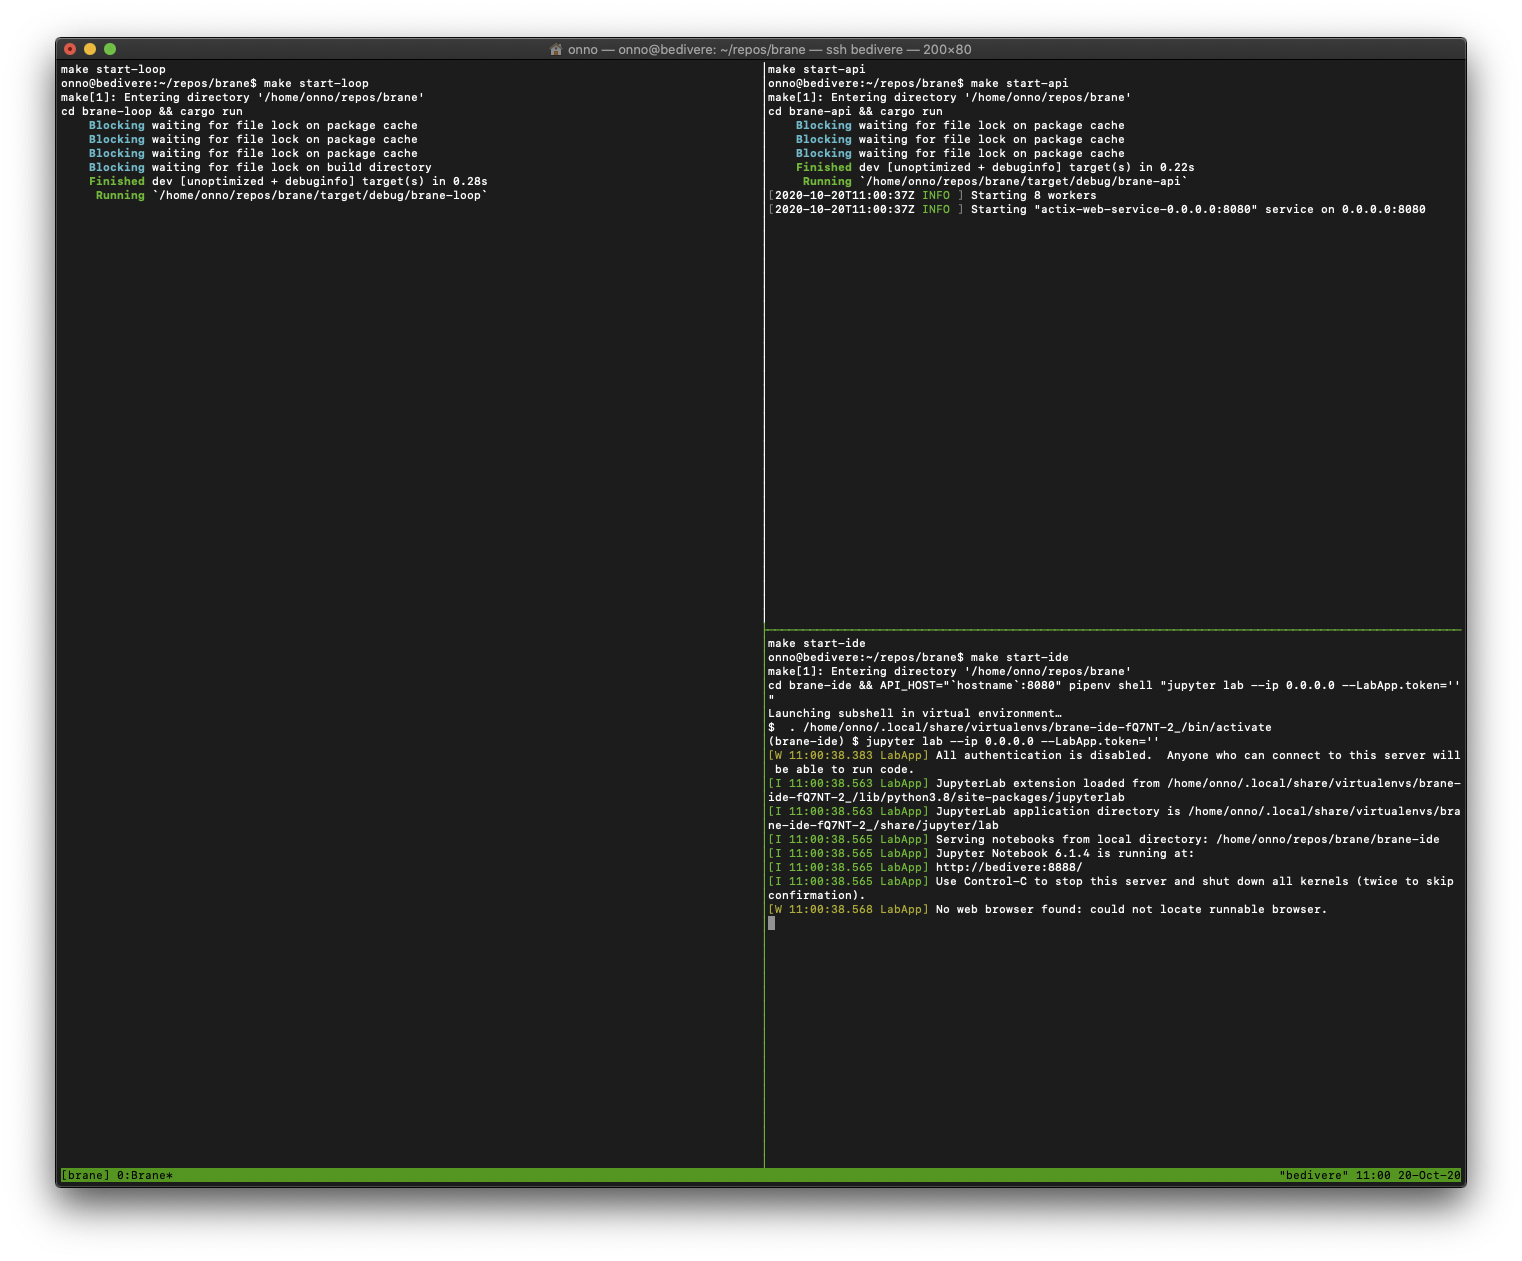 onno — onno@bedivere: ~/repos/brane — ssh bedivere — 200×80
make start-loop
onno@bedivere:~/repos/brane$ make start-loop
make[1]: Entering directory '/home/onno/repos/brane'
cd brane-loop && cargo run
Blocking waiting for file lock on package cache
Blocking waiting for file lock on package cache
Blocking waiting for file lock on package cache
Blocking waiting for file lock on build directory
Finished dev [unoptimized + debuginfo] target(s) in 0.28s
Running `/home/onno/repos/brane/target/debug/brane-loop`
make start-api
onno@bedivere:~/repos/brane$ make start-api
make[1]: Entering directory '/home/onno/repos/brane'
cd brane-api && cargo run
Blocking waiting for file lock on package cache
Blocking waiting for file lock on package cache
Blocking waiting for file lock on package cache
Finished dev [unoptimized + debuginfo] target(s) in 0.22s
Running `/home/onno/repos/brane/target/debug/brane-api`
[2020-10-20T11:00:37Z INFO ] Starting 8 workers
[2020-10-20T11:00:37Z INFO ] Starting "actix-web-service-0.0.0.0:8080" service on 0.0.0.0:8080
make start-ide
onno@bedivere:~/repos/brane$ make start-ide
make[1]: Entering directory '/home/onno/repos/brane'
cd brane-ide && API_HOST="`hostname`:8080" pipenv shell "jupyter lab --ip 0.0.0.0 --LabApp.token=''
"
Launching subshell in virtual environment…
$  . /home/onno/.local/share/virtualenvs/brane-ide-fQ7NT-2_/bin/activate
(brane-ide) $ jupyter lab --ip 0.0.0.0 --LabApp.token=''
[W 11:00:38.383 LabApp] All authentication is disabled.  Anyone who can connect to this server will
be able to run code.
[I 11:00:38.563 LabApp] JupyterLab extension loaded from /home/onno/.local/share/virtualenvs/brane-
ide-fQ7NT-2_/lib/python3.8/site-packages/jupyterlab
[I 11:00:38.563 LabApp] JupyterLab application directory is /home/onno/.local/share/virtualenvs/bra
ne-ide-fQ7NT-2_/share/jupyter/lab
[I 11:00:38.565 LabApp] Serving notebooks from local directory: /home/onno/repos/brane/brane-ide
[I 11:00:38.565 LabApp] Jupyter Notebook 6.1.4 is running at:
[I 11:00:38.565 LabApp] http://bedivere:8888/
[I 11:00:38.565 LabApp] Use Control-C to stop this server and shut down all kernels (twice to skip
confirmation).
[W 11:00:38.568 LabApp] No web browser found: could not locate runnable browser.
[brane] 0:Brane*
"bedivere" 11:00 20-Oct-20